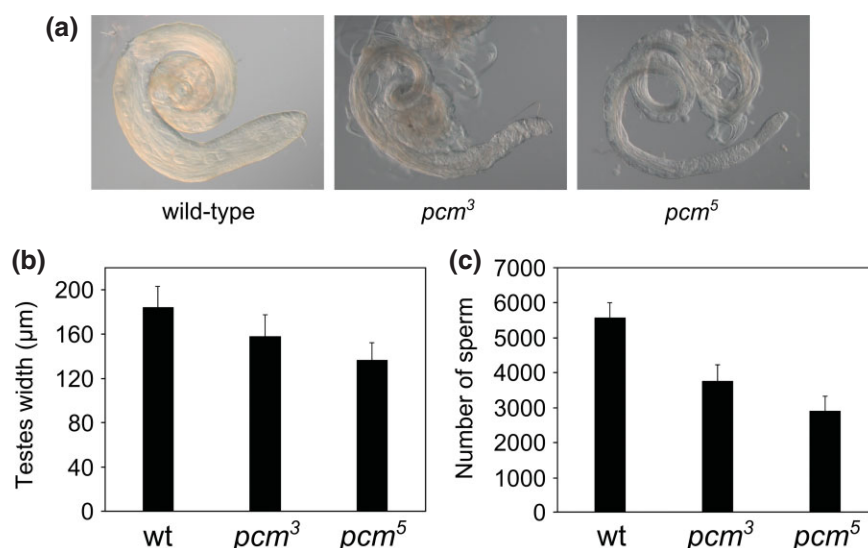 (a)
wild-type
pcm³
pcm⁵
(b)
Testes width (µm)
200
160
120
80
40
0
wt
pcm³
pcm⁵
(c)
Number of sperm
7000
6000
5000
4000
3000
2000
1000
0
wt
pcm³
pcm⁵